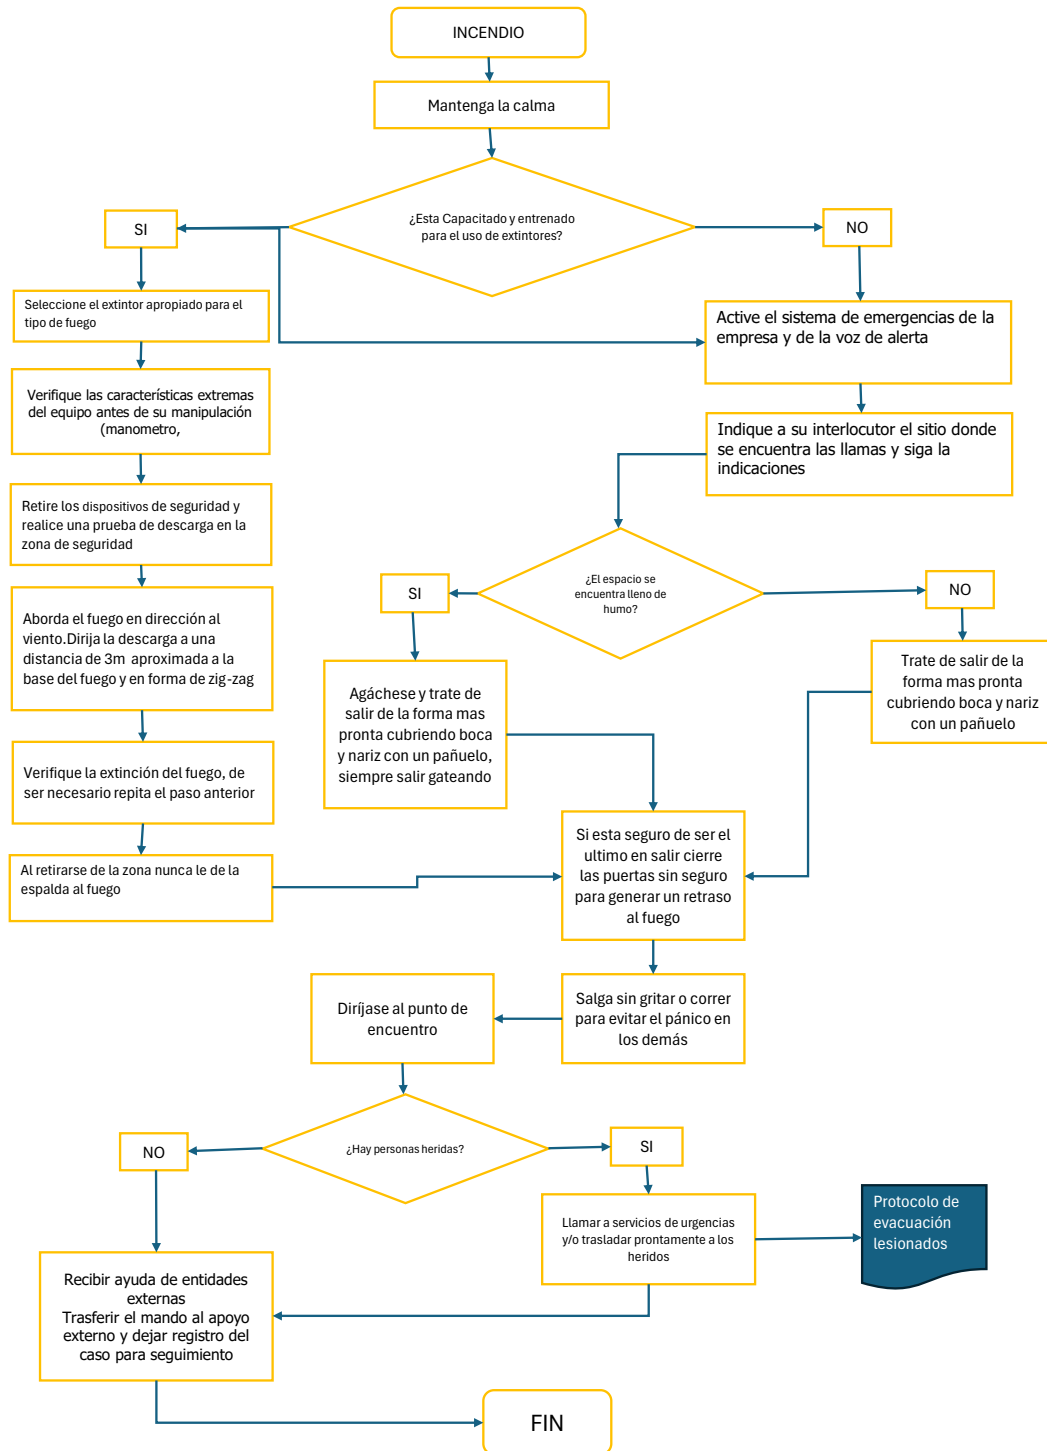 INCENDIO
Mantenga la calma
¿Esta Capacitado y entrenado
para el uso de extintores?
SI
NO
Seleccione el extintor apropiado para el
tipo de fuego
Active el sistema de emergencias de la
empresa y de la voz de alerta
Verifique las características extremas
del equipo antes de su manipulación
(manometro,
Indique a su interlocutor el sitio donde
se encuentra las llamas y siga la
indicaciones
Retire los dispositivos de seguridad y
realice una prueba de descarga en la
zona de seguridad
¿El espacio se
encuentra lleno de
humo?
SI
NO
Aborda el fuego en dirección al
viento.Dirija la descarga a una
distancia de 3m aproximada a la
base del fuego y en forma de zig-zag
Agáchese y trate de
salir de la forma mas
pronta cubriendo boca
y nariz con un pañuelo,
siempre salir gateando
Trate de salir de la
forma mas pronta
cubriendo boca y nariz
con un pañuelo
Verifique la extinción del fuego, de
ser necesario repita el paso anterior
Al retirarse de la zona nunca le de la
espalda al fuego
Si esta seguro de ser el
ultimo en salir cierre
las puertas sin seguro
para generar un retraso
al fuego
Salga sin gritar o correr
para evitar el pánico en
los demás
Diríjase al punto de
encuentro
¿Hay personas heridas?
NO
SI
Llamar a servicios de urgencias
y/o trasladar prontamente a los
heridos
Protocolo de
evacuación
lesionados
Recibir ayuda de entidades
externas
Trasferir el mando al apoyo
externo y dejar registro del
caso para seguimiento
FIN